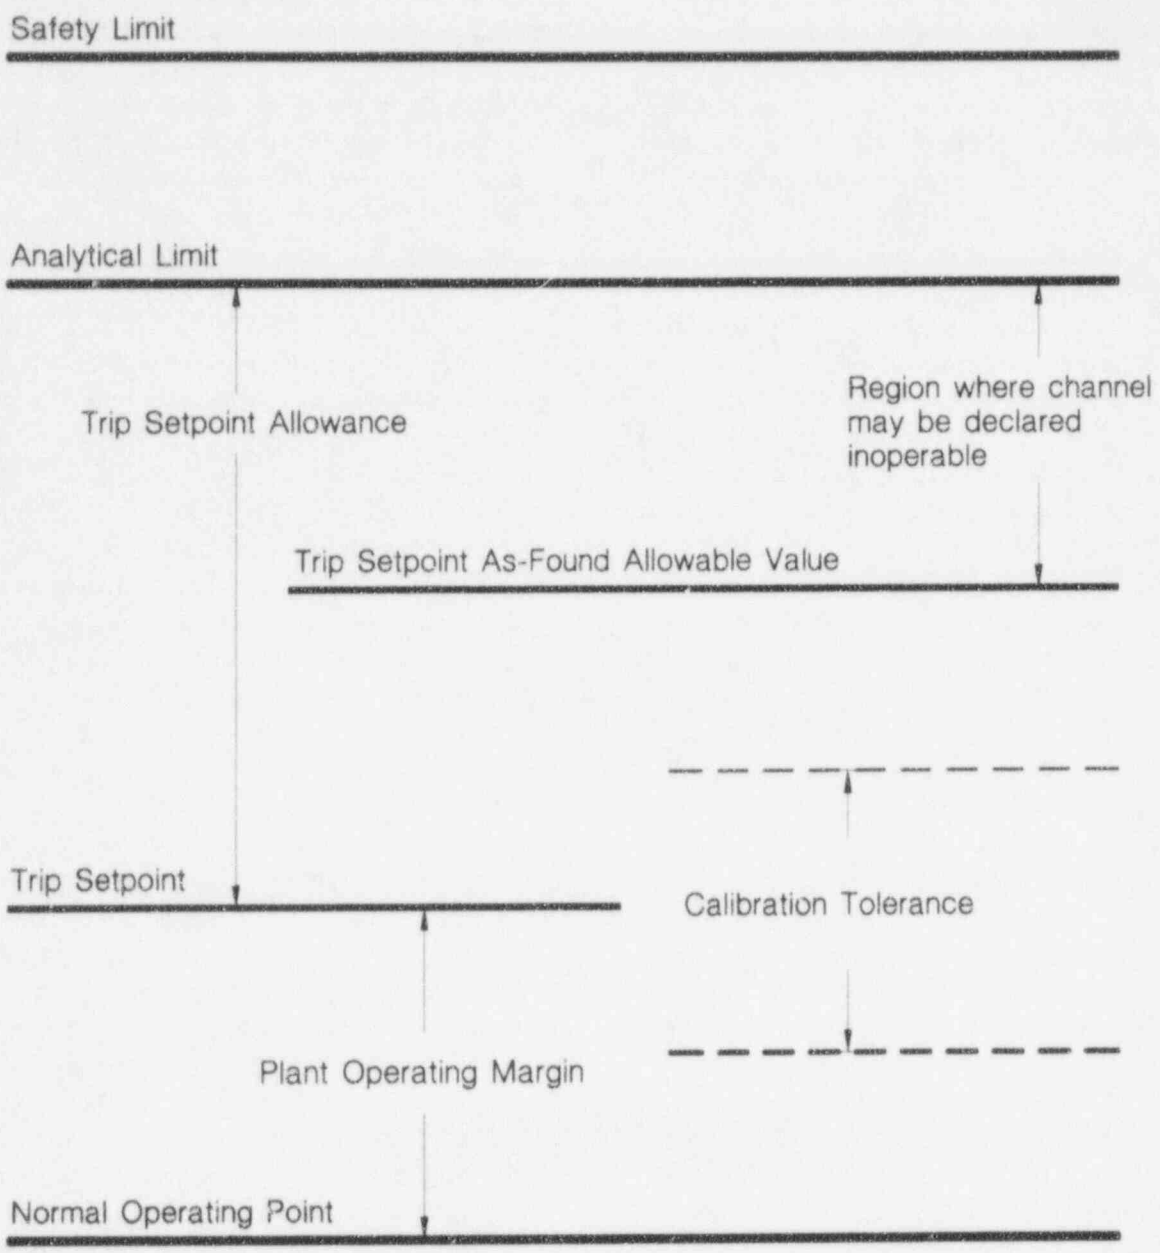 Safety Limit
Analytical Limit
Trip Setpoint Allowance
Region where channel
may be declared
inoperable
Trip Setpoint As-Found Allowable Value
Trip Setpoint
Calibration Tolerance
Plant Operating Margin
Normal Operating Point